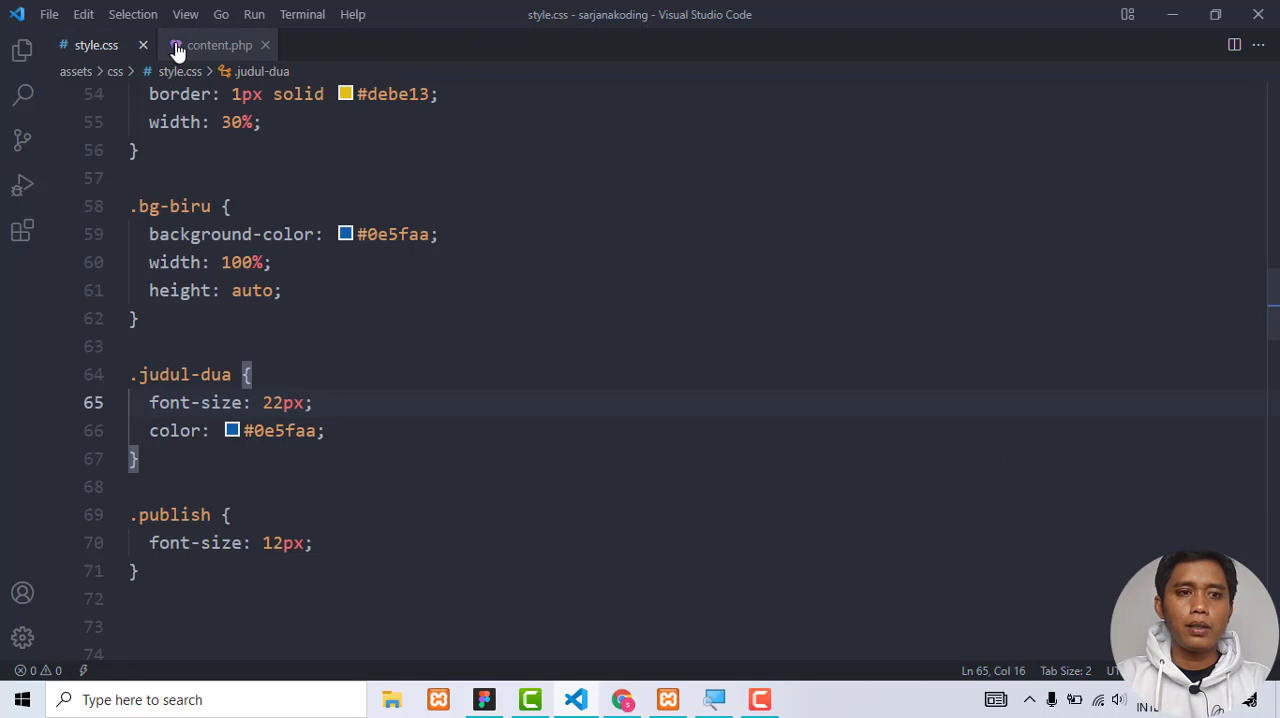 File Edit Selection View Go Run Terminal Help style.css - sarjanakoding - Visual Studio Code
# style.css content.php
assets > css > # style.css > .judul-dua
54 border: 1px solid #debe13;
55 width: 30%;
56 }
57
58 .bg-biru {
59 background-color: #0e5faa;
60 width: 100%;
61 height: auto;
62 }
63
64 .judul-dua {
65 font-size: 22px;
66 color: #0e5faa;
67 }
68
69 .publish {
70 font-size: 12px;
71 }
72
73
74
0 0 Ln 65, Col 16 Tab Size: 2
Type here to search